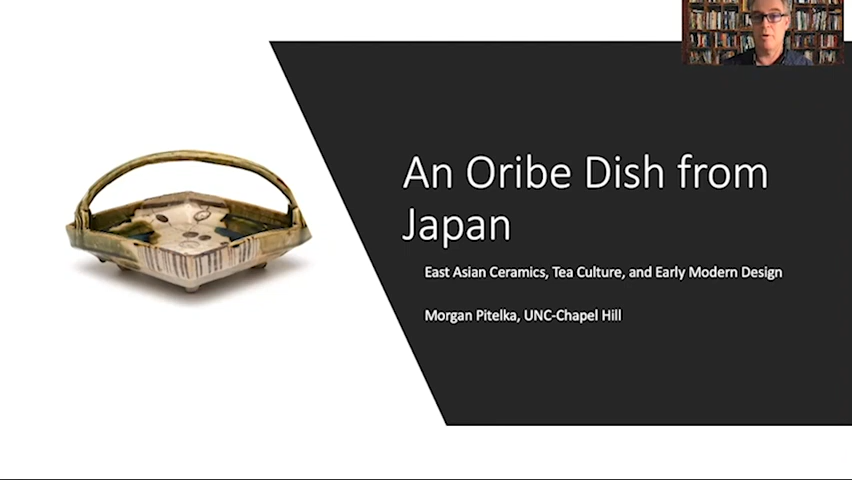 An Oribe Dish from
Japan
East Asian Ceramics, Tea Culture, and Early Modern Design
Morgan Pitelka, UNC-Chapel Hill